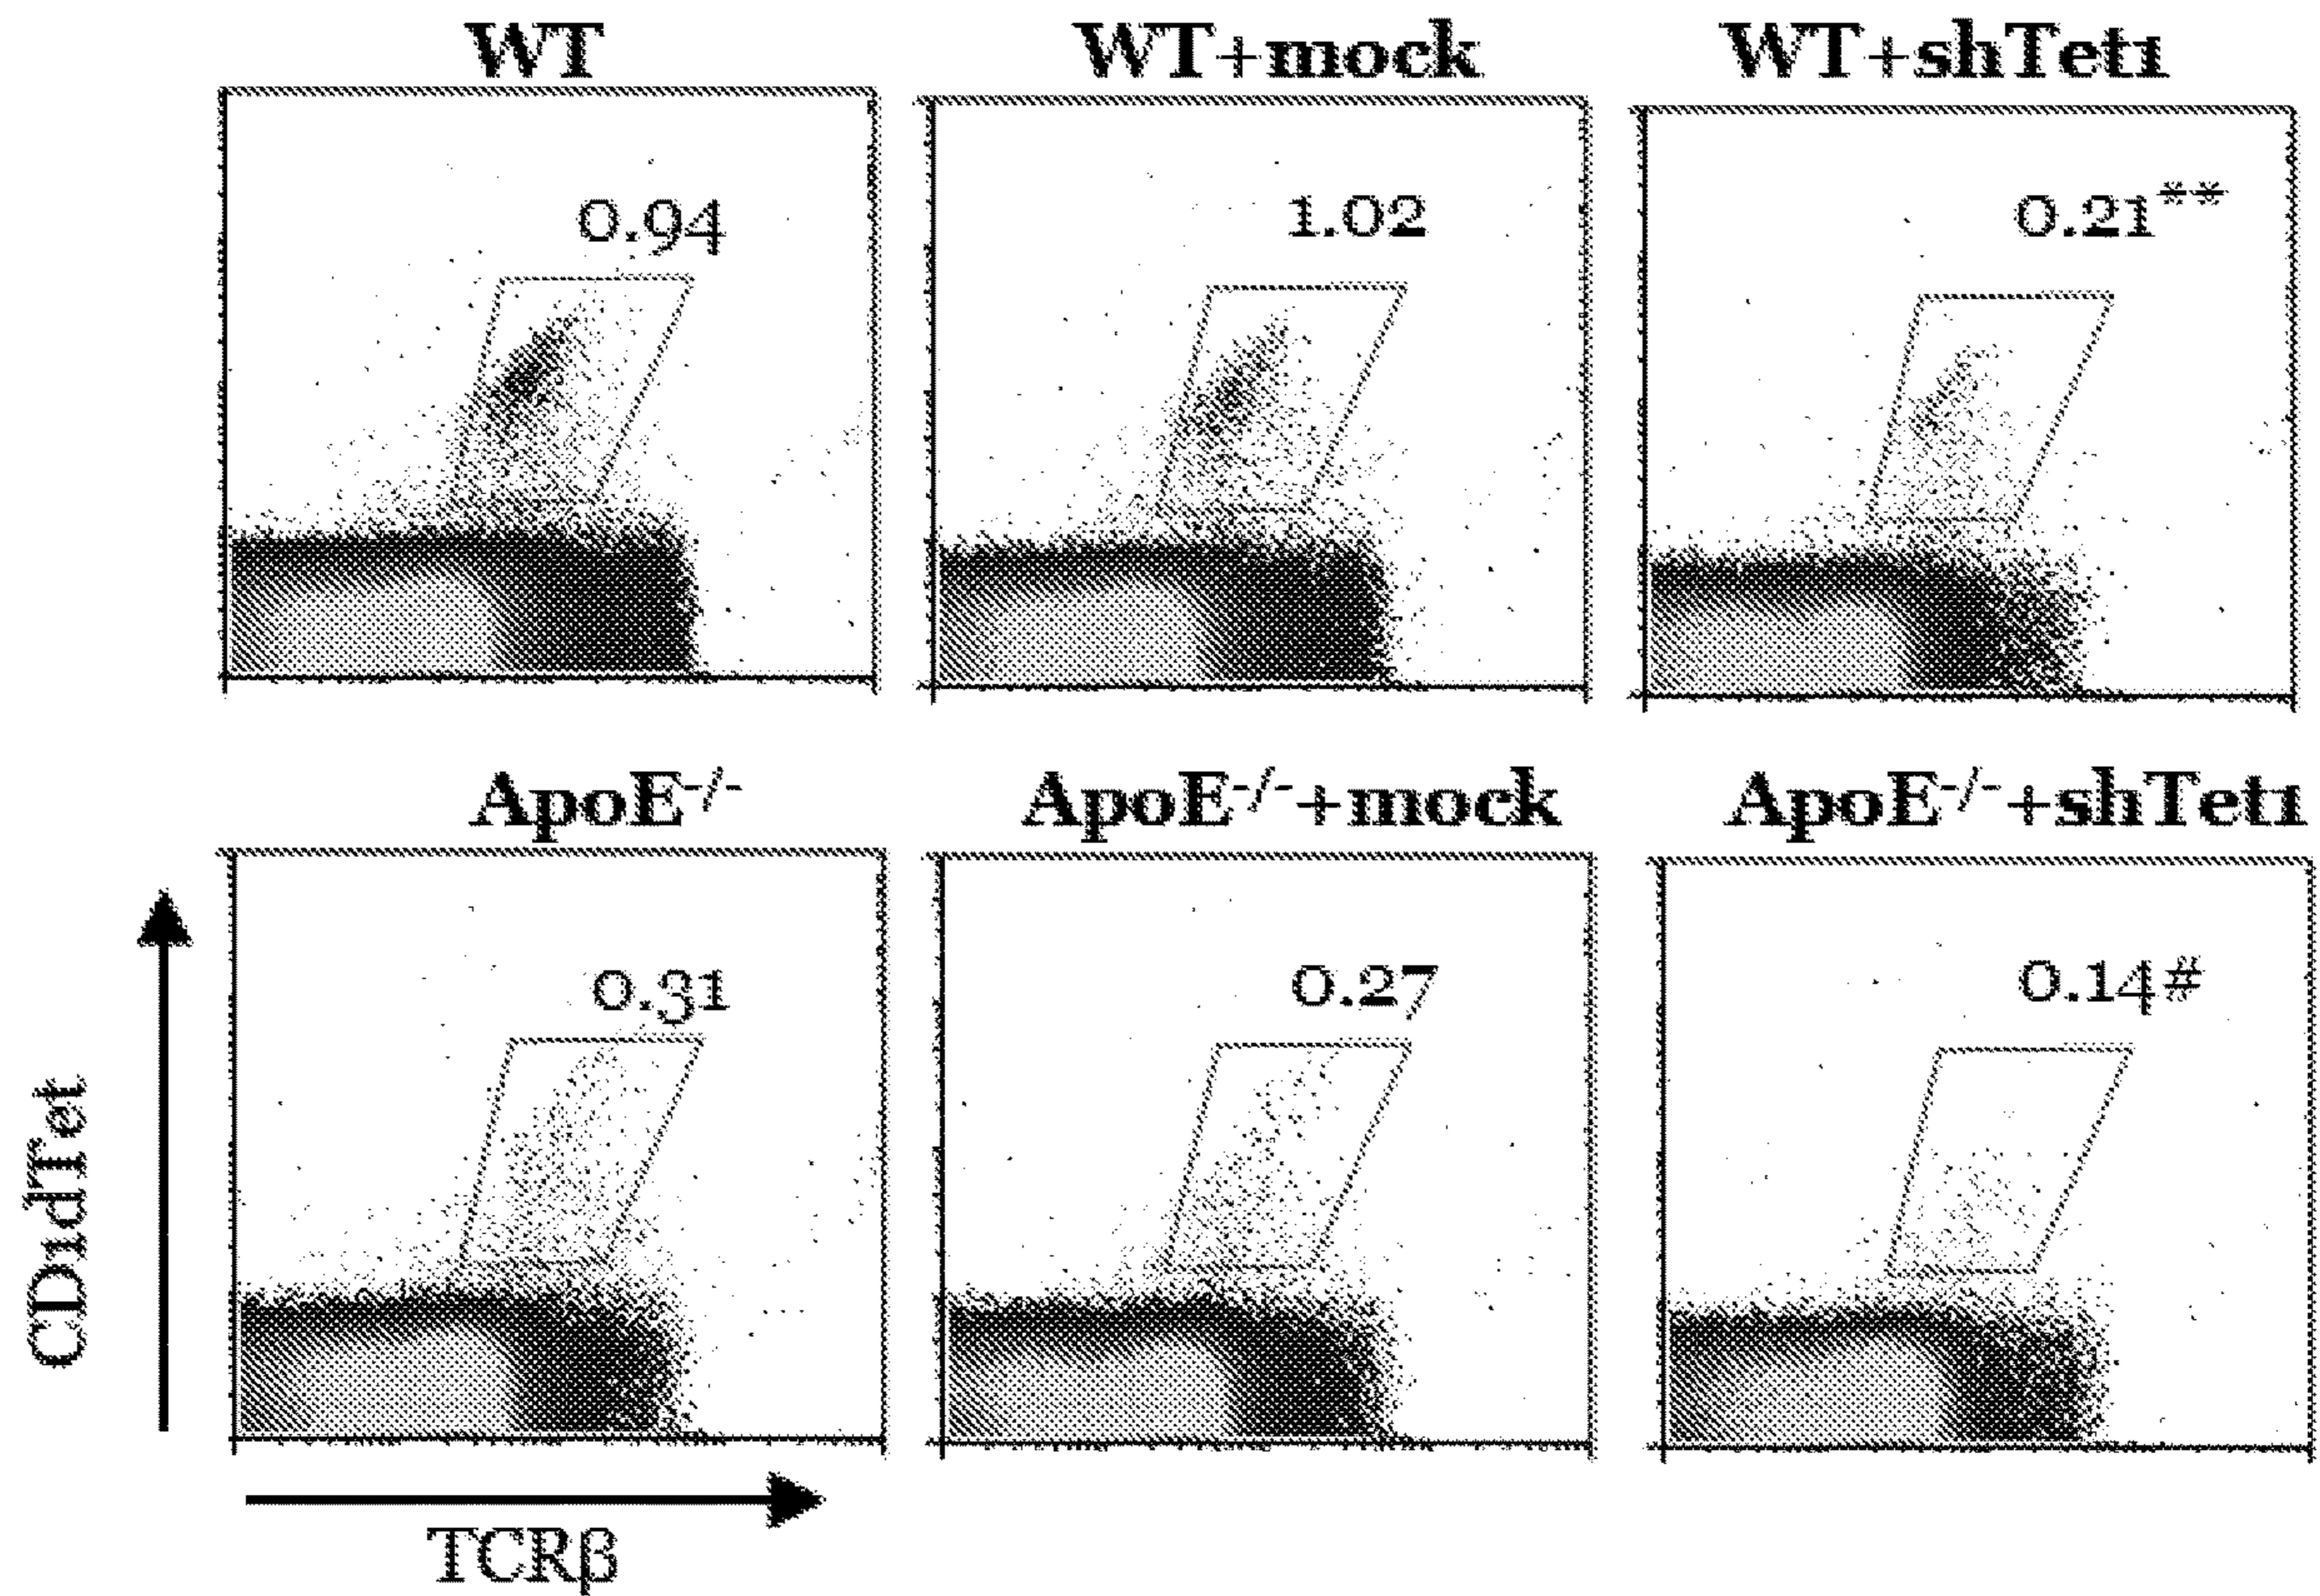 WT
WT+mock
WT+shTet1
0.94
1.02
0.21**
ApoE-/-
ApoE-/-+mock
ApoE-/-+shTet1
0.31
0.27
0.14#
CD1dTet
TCRβ